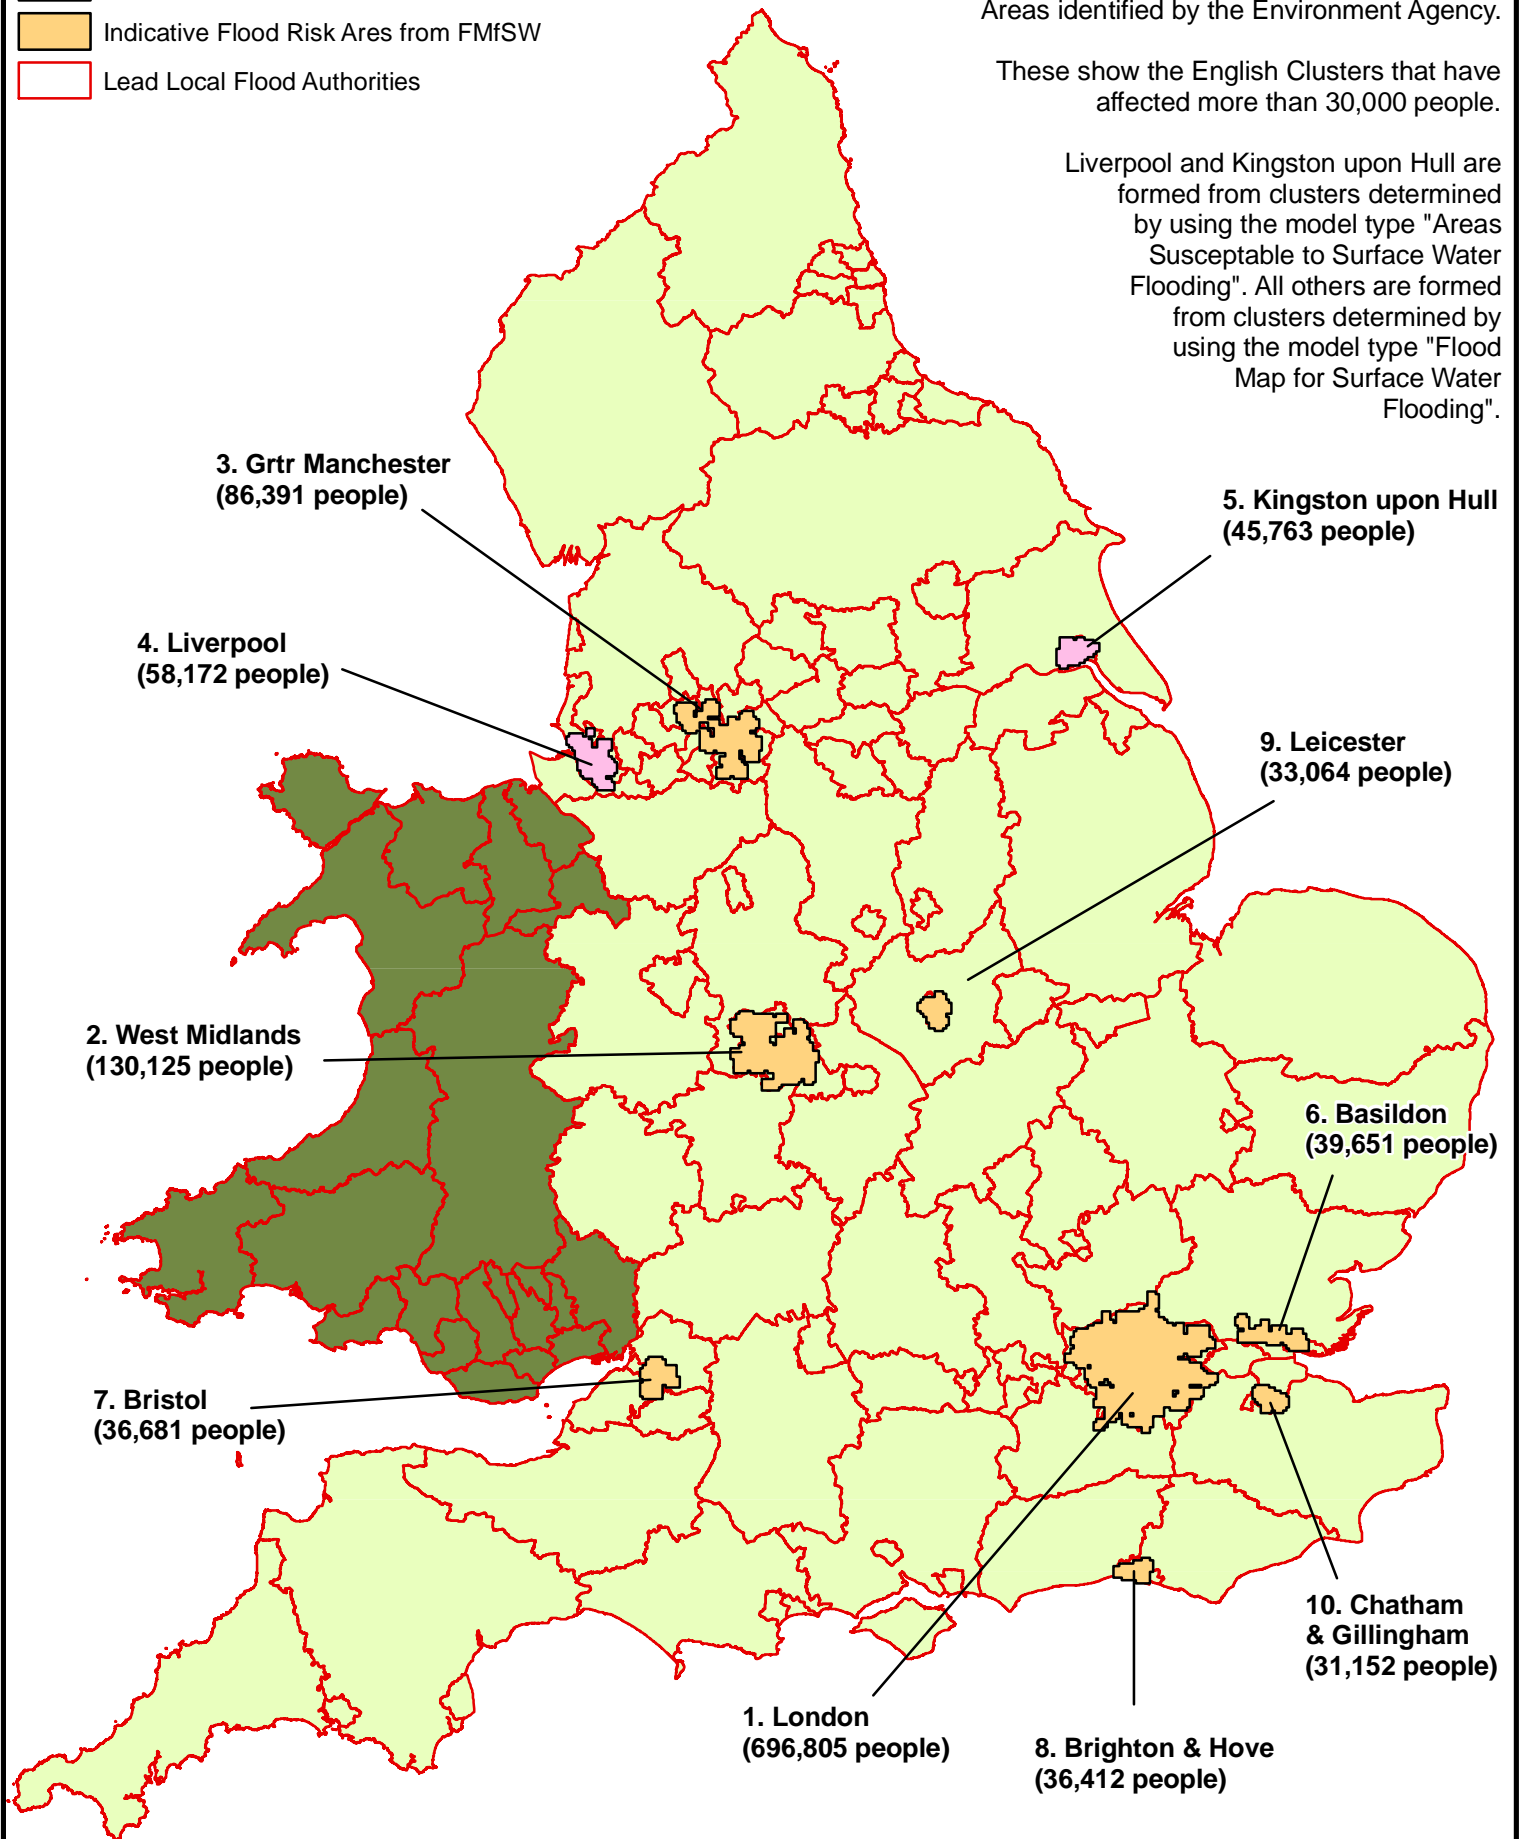 Indicative Flood Risk Ares from FMfSW
Lead Local Flood Authorities
Areas identified by the Environment Agency.
These show the English Clusters that have
affected more than 30,000 people.
Liverpool and Kingston upon Hull are
formed from clusters determined
by using the model type "Areas
Susceptable to Surface Water
Flooding". All others are formed
from clusters determined by
using the model type "Flood
Map for Surface Water
Flooding".
3. Grtr Manchester
(86,391 people)
5. Kingston upon Hull
(45,763 people)
4. Liverpool
(58,172 people)
9. Leicester
(33,064 people)
2. West Midlands
(130,125 people)
6. Basildon
(39,651 people)
7. Bristol
(36,681 people)
10. Chatham
& Gillingham
(31,152 people)
1. London
(696,805 people)
8. Brighton & Hove
(36,412 people)